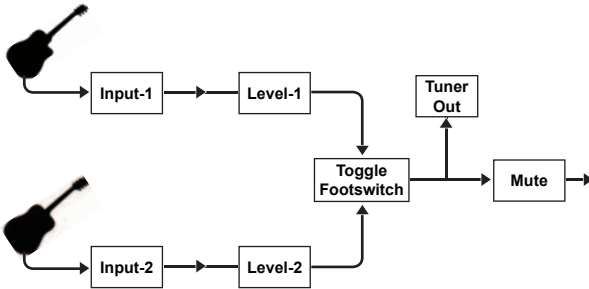 Input-1
Level-1
Tuner
Out
Toggle
Footswitch
Mute
Input-2
Level-2